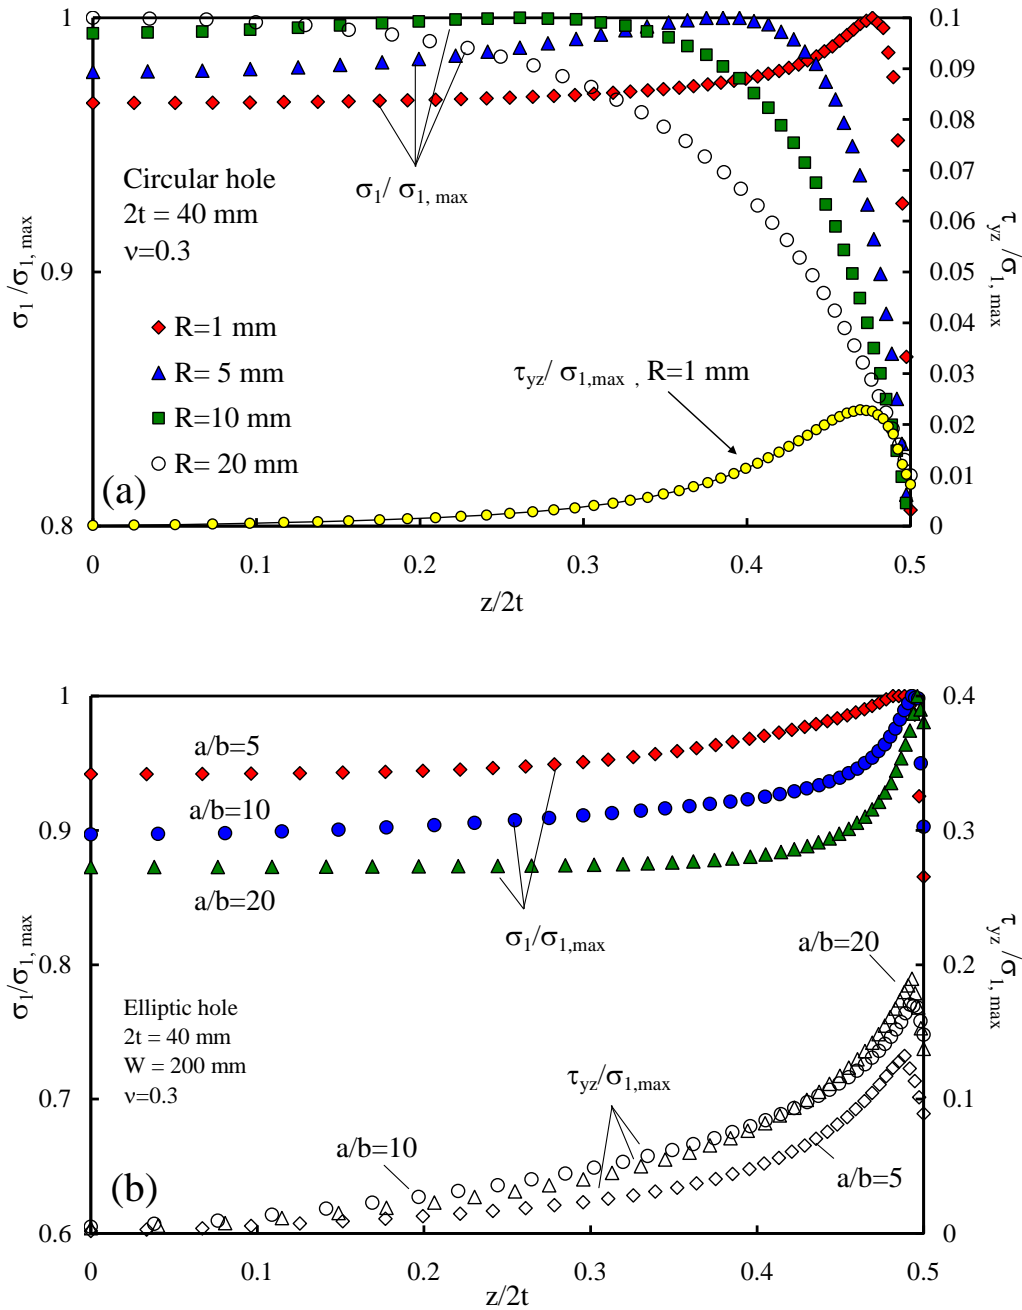 1
0.1
0.09
0.08
σ1/ σ1, max
0.07
Circular hole
2t = 40 mm
ν=0.3
0.06
σ1 /σ1,max
0.9
0.05
τyz /σ1, max
R=1 mm
0.04
R= 5 mm
τyz/ σ1,max , R=1 mm
0.03
R=10 mm
0.02
R= 20 mm
(a)
0.01
0.8
0
0 0.1 0.2 0.3 0.4 0.5
z/2t
1
0.4
a/b=5
a/b=10
0.9
0.3
a/b=20
σ1/σ1,max
σ1/σ1,max
τyz /σ1, max
a/b=20
0.8
0.2
Elliptic hole
2t = 40 mm
W = 200 mm
ν=0.3
τyz/σ1,max
0.7
0.1
a/b=10
a/b=5
(b)
0.6
0
0 0.1 0.2 0.3 0.4 0.5
z/2t